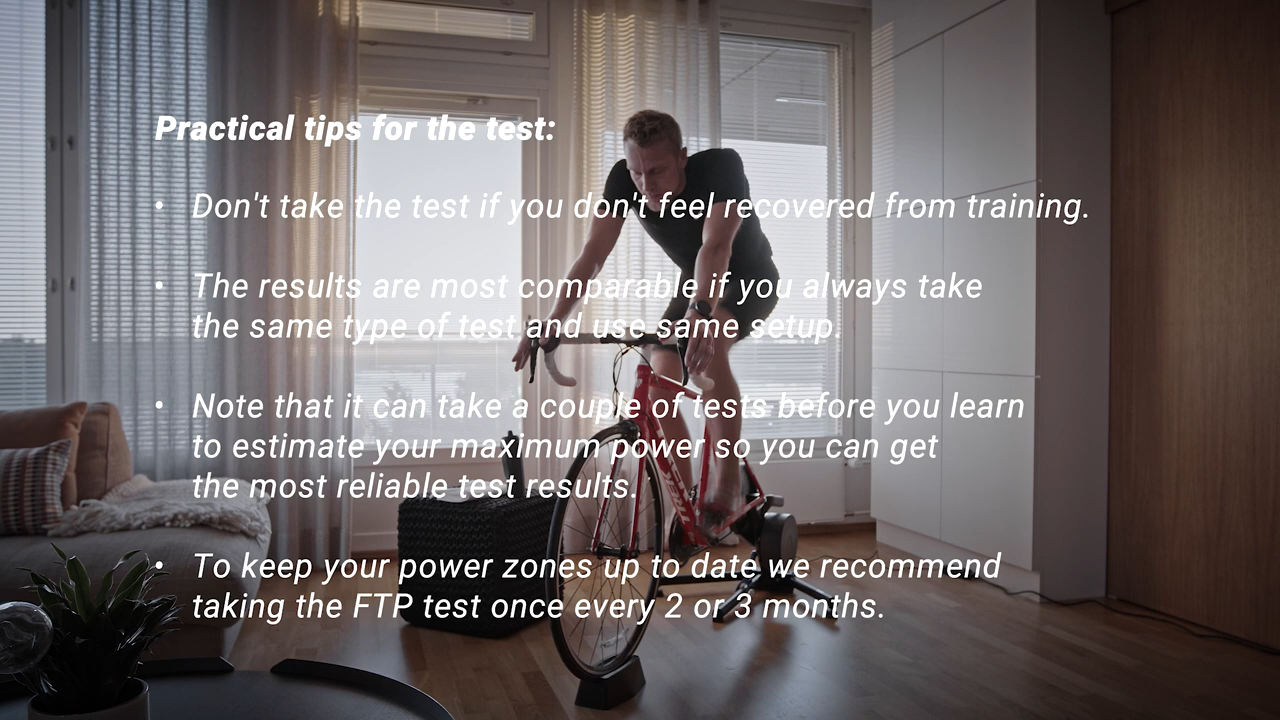 Practical tips for the test:
• Don't take the test if you don't feel recovered from training.
• The results are most comparable if you always take
the same type of test and use same setup.
• Note that it can take a couple of tests before you learn
to estimate your maximum power so you can get
the most reliable test results.
• To keep your power zones up to date we recommend
taking the FTP test once every 2 or 3 months.